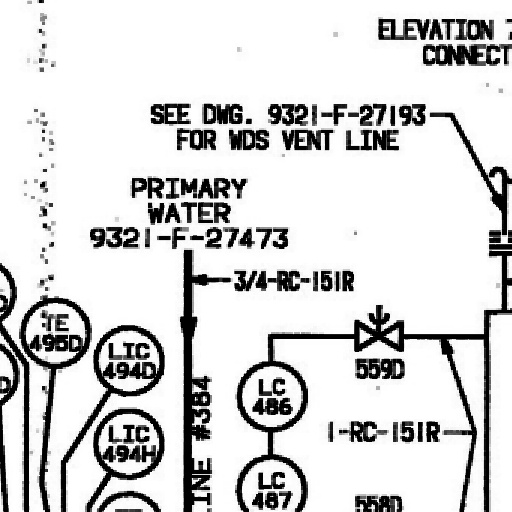 ELEVATION
CONNECT
SEE DWG. 9321-F-27193
FOR WDS VENT LINE
PRIMARY
WATER
9321-F-27473
3/4-RC-151R
TE
495D
LIC
494D
559D
LC
486
LINE #384
1-RC-151R
LIC
494H
LC
487
558D